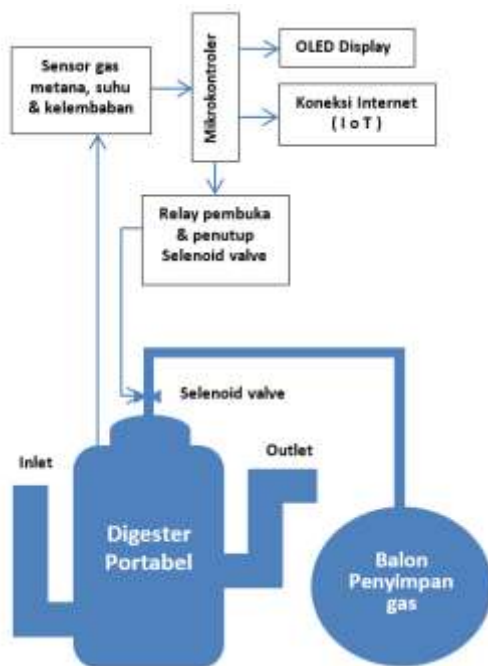 Sensor gas
metana, suhu
& kelembaban
Mikrokontroler
OLED Display
Koneksi Internet
( I o T )
Relay pembuka
& penutup
Selenoid valve
Selenoid valve
Inlet
Outlet
Digester
Portabel
Balon
Penyimpan
gas